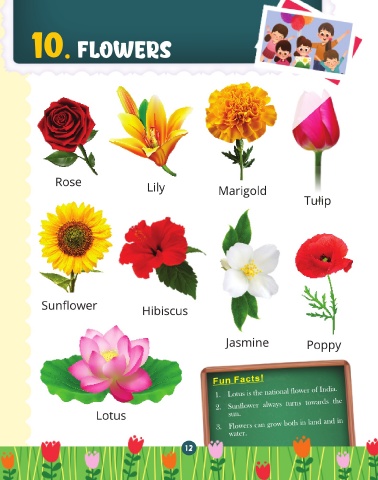 10. FLOWERS
Rose
Lily
Marigold
Tulip
Sunflower
Hibiscus
Jasmine
Poppy
Lotus
Fun Facts!
1. Lotus is the national flower of India.
2. Sunflower always turns towards the
sun.
3. Flowers can grow both in land and in
water.
12